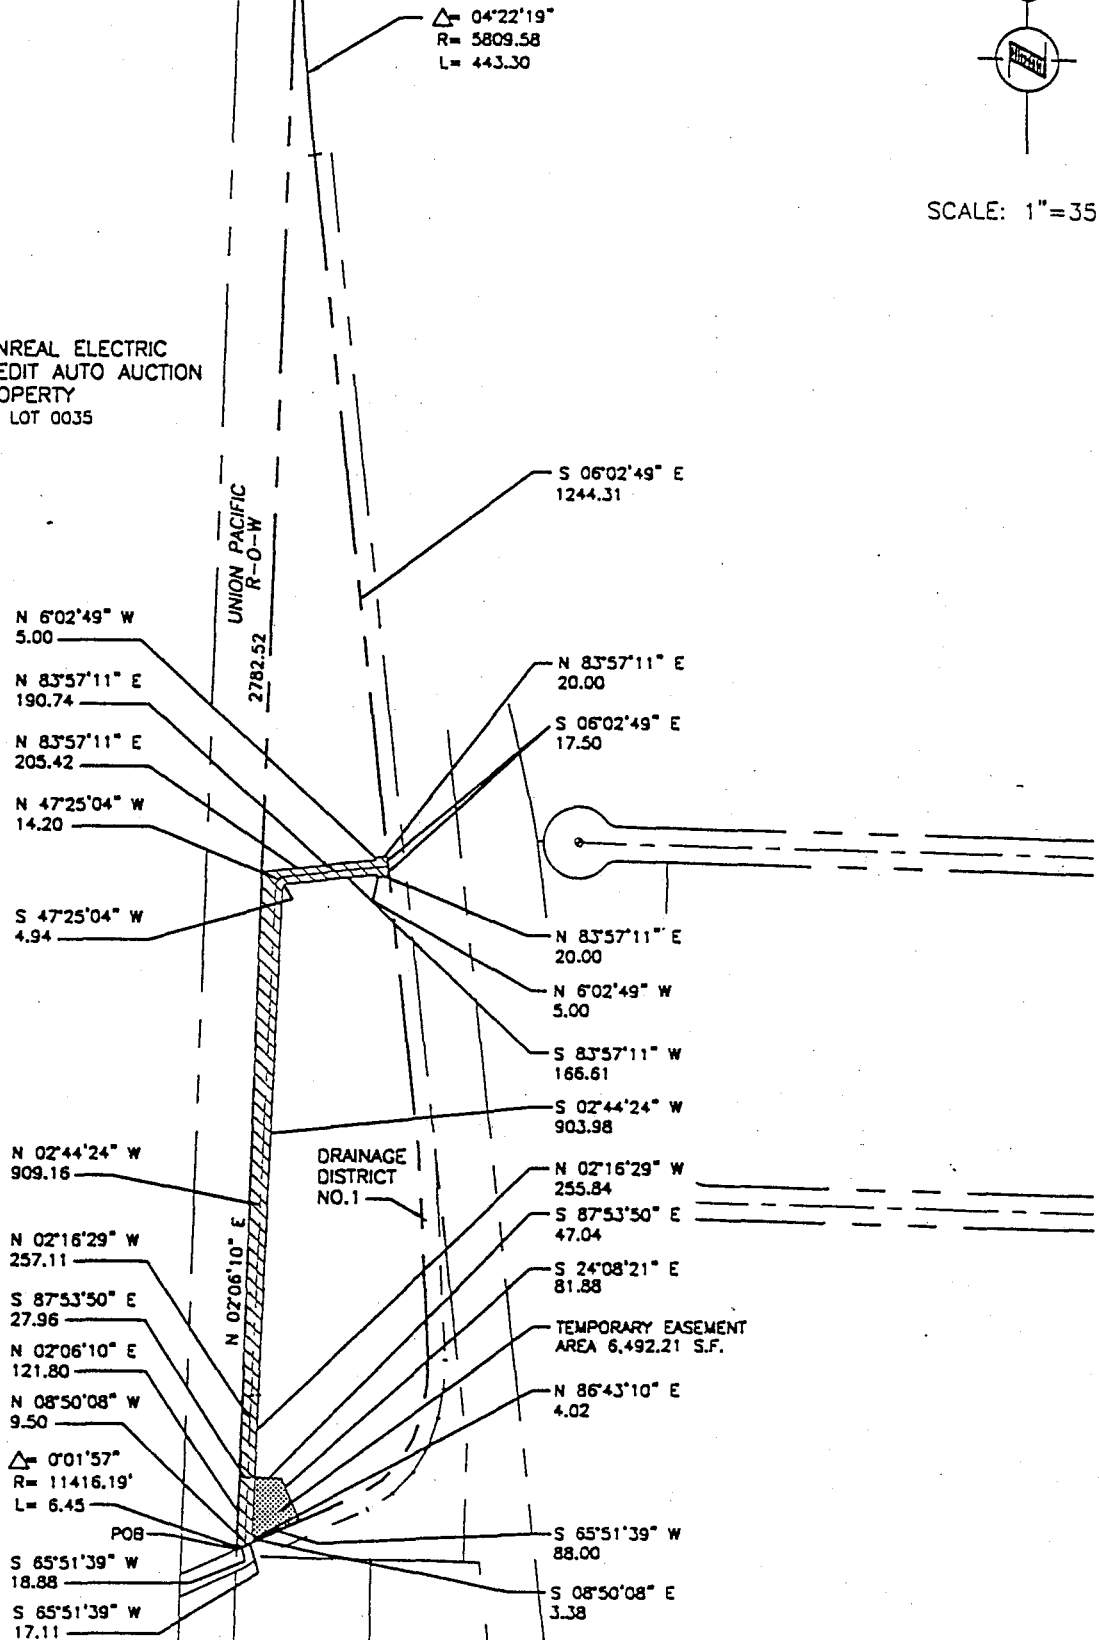 △= 04°22'19"
R= 5809.58
L= 443.30
SCALE: 1"=35
NREAL ELECTRIC
EDIT AUTO AUCTION
OPERTY
LOT 0035
UNION PACIFIC
R-O-W
2782.52
S 06°02'49" E
1244.31
N 6°02'49" W
5.00
N 83°57'11" E
190.74
N 83°57'11" E
205.42
N 47°25'04" W
14.20
S 47°25'04" W
4.94
N 83°57'11" E
20.00
S 06°02'49" E
17.50
N 83°57'11" E
20.00
N 6°02'49" W
5.00
S 83°57'11" W
166.61
S 02°44'24" W
903.98
DRAINAGE
DISTRICT
NO.1
N 02°44'24" W
909.16
N 02°16'29" W
257.11
S 87°53'50" E
27.96
N 02°06'10" E
121.80
N 08°50'08" W
9.50
△= 0°01'57"
R= 11416.19'
L= 6.45
POB
S 65°51'39" W
18.88
S 65°51'39" W
17.11
N 02°06'10" E
N 02°16'29" W
255.84
S 87°53'50" E
47.04
S 24°08'21" E
81.88
TEMPORARY EASEMENT
AREA 6,492.21 S.F.
N 86°43'10" E
4.02
S 65°51'39" W
88.00
S 08°50'08" E
3.38